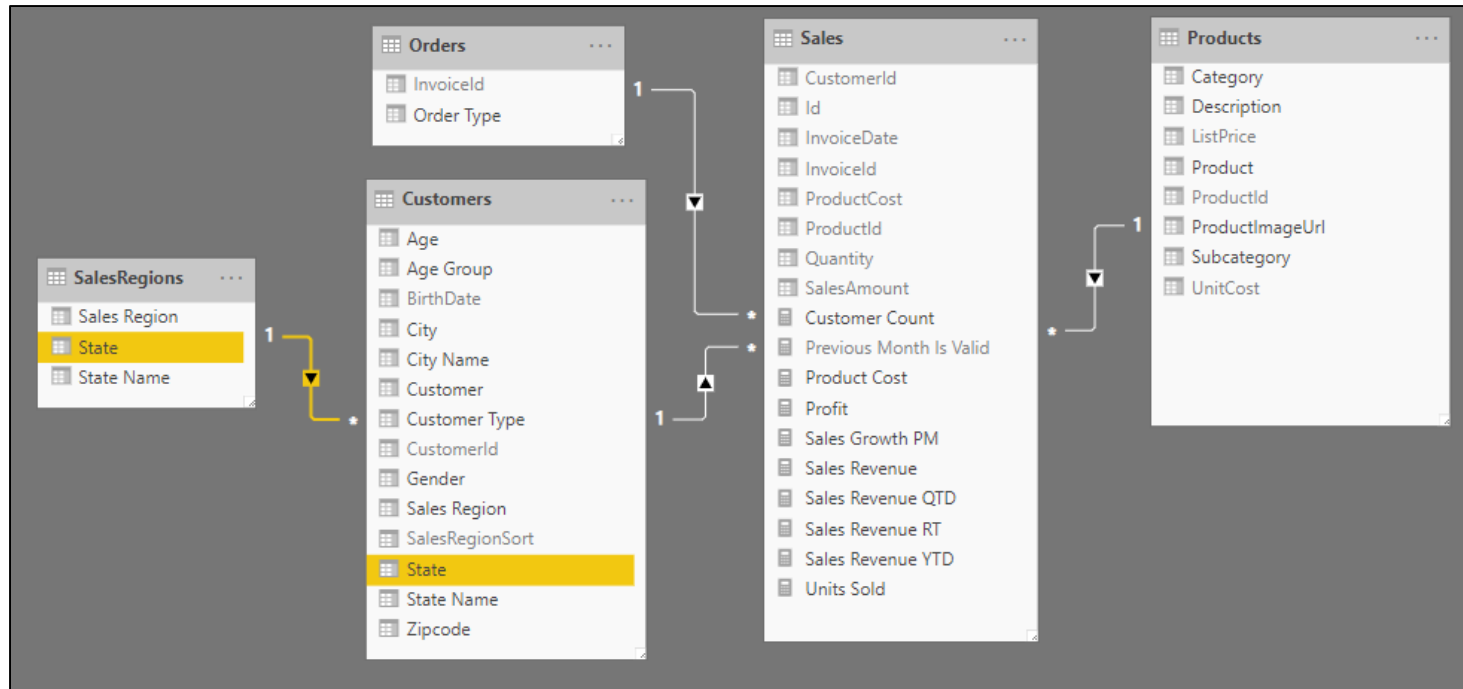 Orders
InvoiceId
Order Type
1
Customers
Age
Age Group
BirthDate
City
City Name
Customer
Customer Type
CustomerId
Gender
Sales Region
SalesRegionSort
State
State Name
Zipcode
1
SalesRegions
Sales Region
State
State Name
1
*
Sales
CustomerId
Id
InvoiceDate
InvoiceId
ProductCost
ProductId
Quantity
SalesAmount
Customer Count
Previous Month Is Valid
Product Cost
Profit
Sales Growth PM
Sales Revenue
Sales Revenue QTD
Sales Revenue RT
Sales Revenue YTD
Units Sold
*
*
*
1
Products
Category
Description
ListPrice
Product
ProductId
ProductImageUrl
Subcategory
UnitCost